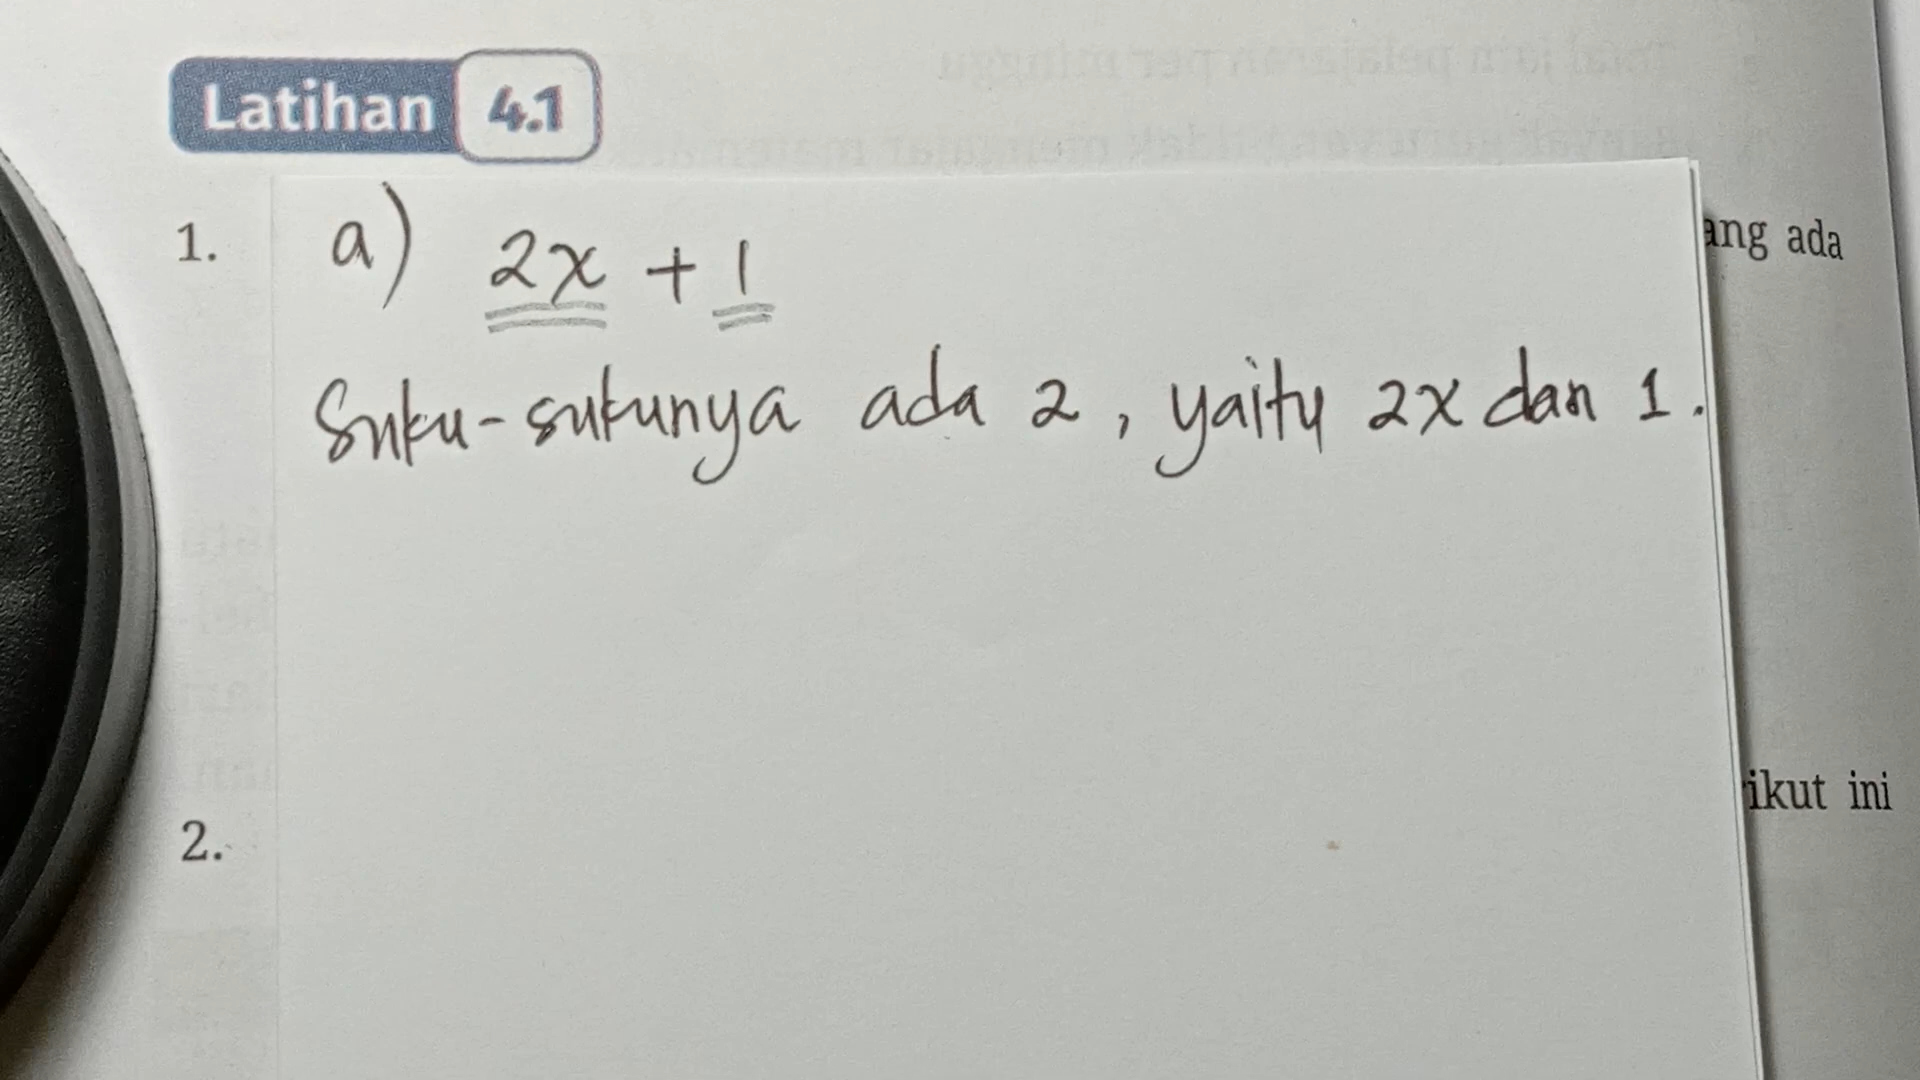 Latihan 4.1
1. a) 2x + 1
ang ada
Suku-sukunya ada 2, yaitu 2x dan 1.
ikut ini
2.